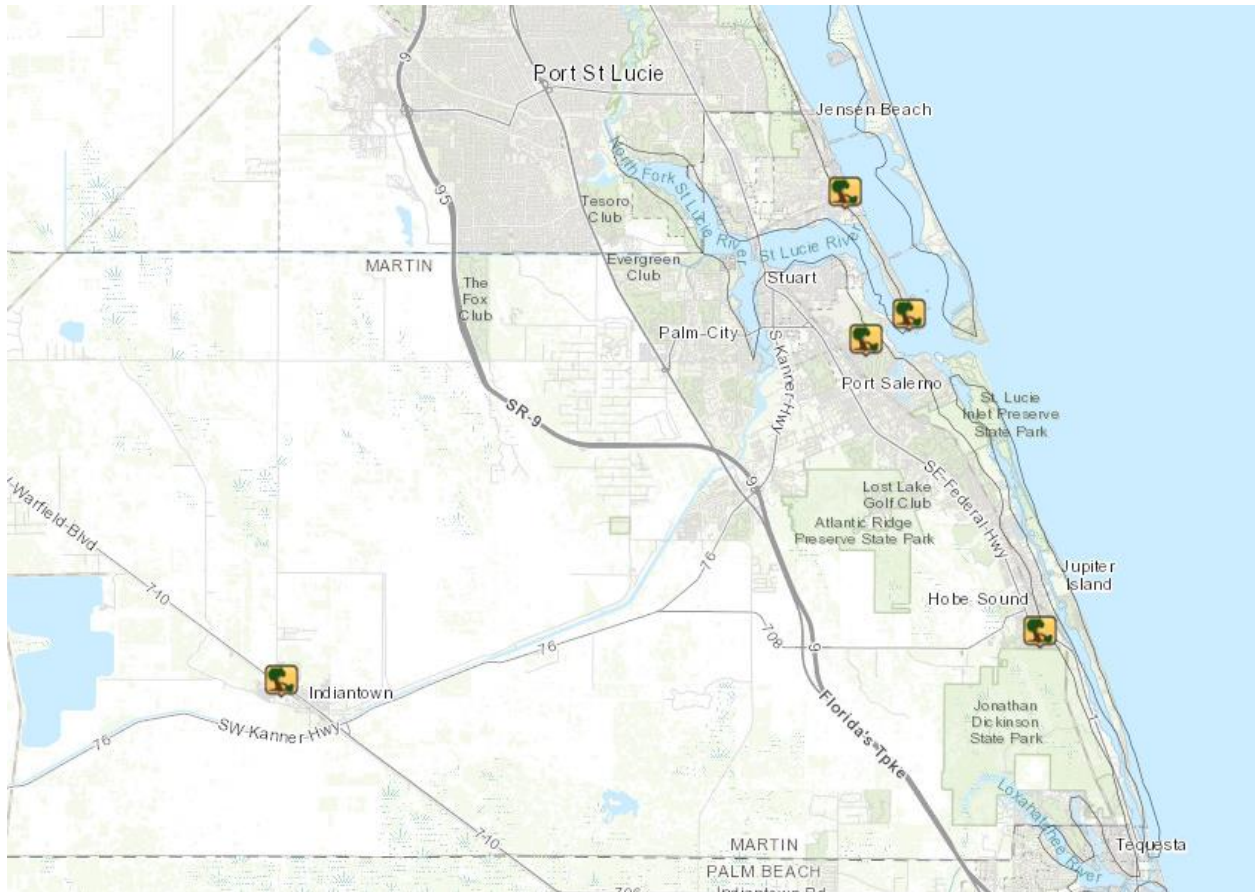 Port St Lucie
Jensen Beach
9
95
North Fork St Lucie River
Tesoro
Club
St Lucie River
Evergreen
Club
MARTIN
Stuart
The
Fox
Club
Palm-City
S-Kanner-Hwy
Port Salerno
St. Lucie
Inlet Preserve
State Park
SR-9
SE-Federal-Hwy
Lost Lake
Golf Club
Atlantic Ridge
Preserve State Park
-Warfield-Blvd
76
Jupiter
Island
Hobe Sound
710
708
76
9
Indiantown
Florida's-Tpke
Jonathan
Dickinson
State Park
1
SW-Kanner-Hwy
76
Loxahatchee River
710
MARTIN
Tequesta
PALM BEACH
Indiantown Rd
706